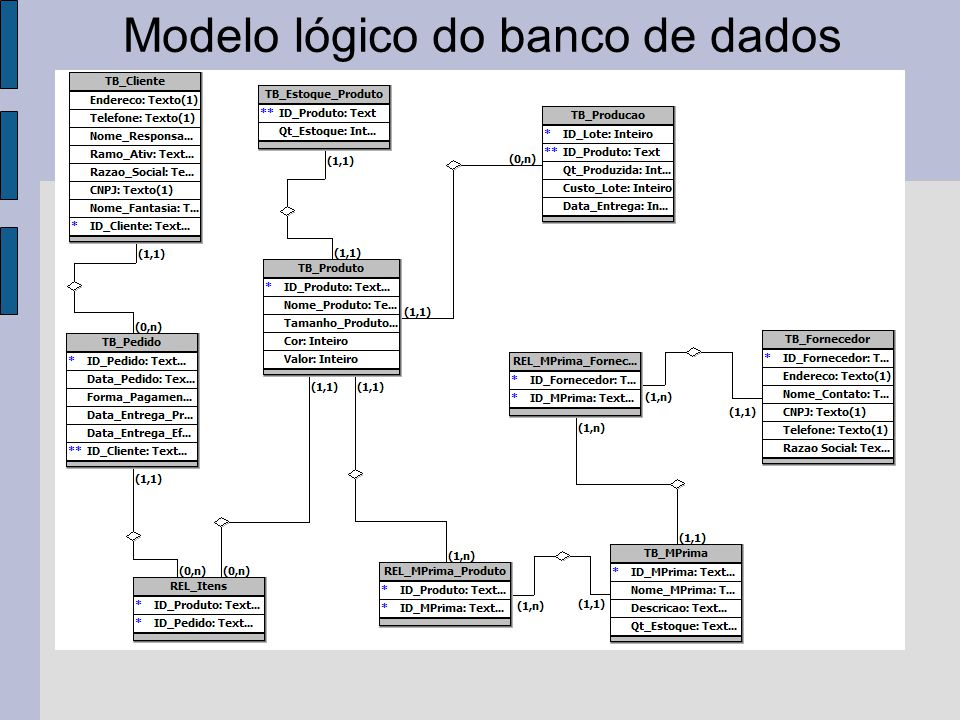 Modelo lógico do banco de dados
TB_Cliente
Endereco: Texto(1)
Telefone: Texto(1)
Nome_Responsa...
Ramo_Ativ: Text...
Razao_Social: Te...
CNPJ: Texto(1)
Nome_Fantasia: T...
* ID_Cliente: Text...
(1,1)
(0,n)
TB_Estoque_Produto
** ID_Produto: Text
Qt_Estoque: Int...
(1,1)
(1,1)
TB_Producao
* ID_Lote: Inteiro
** ID_Produto: Text
Qt_Produzida: Int...
Custo_Lote: Inteiro
Data_Entrega: In...
(0,n)
(1,1)
TB_Produto
* ID_Produto: Text...
Nome_Produto: Te...
Tamanho_Produto...
Cor: Inteiro
Valor: Inteiro
(1,1)
(1,1)
TB_Pedido
* ID_Pedido: Text...
Data_Pedido: Tex...
Forma_Pagamen...
Data_Entrega_Pr...
Data_Entrega_Ef...
** ID_Cliente: Text...
(1,1)
REL_MPrima_Fornec...
* ID_Fornecedor: T...
* ID_MPrima: Text...
(1,n)
(1,n)
TB_Fornecedor
* ID_Fornecedor: T...
Endereco: Texto(1)
Nome_Contato: T...
CNPJ: Texto(1)
Telefone: Texto(1)
Razao Social: Tex...
(1,1)
(0,n)
(0,n)
REL_Itens
* ID_Produto: Text...
* ID_Pedido: Text...
(1,n)
REL_MPrima_Produto
* ID_Produto: Text...
* ID_MPrima: Text...
(1,n)
(1,1)
(1,1)
TB_MPrima
* ID_MPrima: Text...
Nome_MPrima: T...
Descricao: Text...
Qt_Estoque: Text...